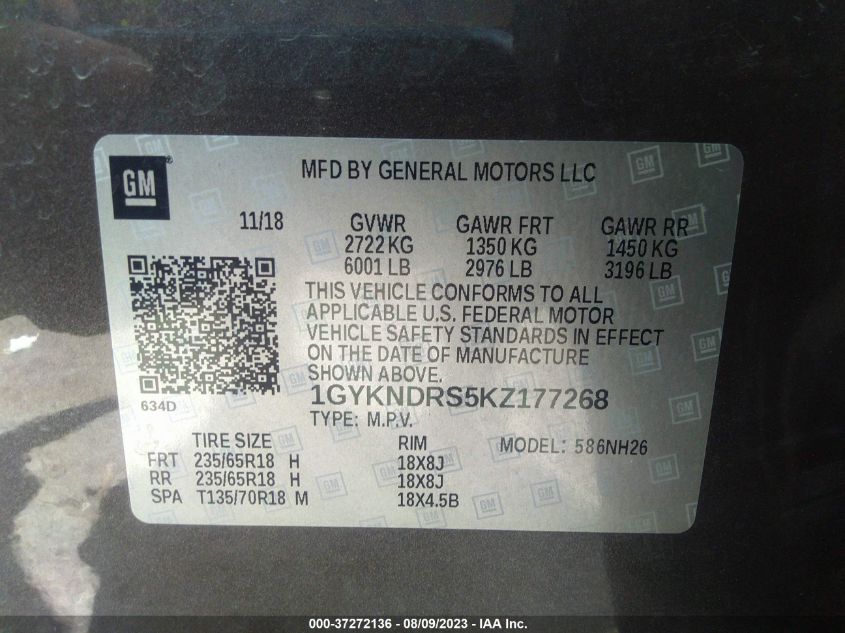 GM ®
MFD BY GENERAL MOTORS LLC
11/18 GVWR GAWR FRT GAWR RR
2722 KG 1350 KG 1450 KG
6001 LB 2976 LB 3196 LB
THIS VEHICLE CONFORMS TO ALL
APPLICABLE U.S. FEDERAL MOTOR
VEHICLE SAFETY STANDARDS IN EFFECT
ON THE DATE OF MANUFACTURE
SHOWN ABOVE.
634D
1GYKNDRS5KZ177268
TYPE: M.P.V.
TIRE SIZE RIM MODEL: 586NH26
FRT 235/65R18 H 18X8J
RR 235/65R18 H 18X8J
SPA T135/70R18 M 18X4.5B
000-37272136 - 08/09/2023 - IAA Inc.